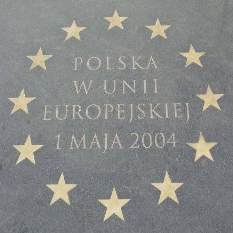 POLSKA
W UNII
EUROPEJSKIEJ
1 MAJA 2004